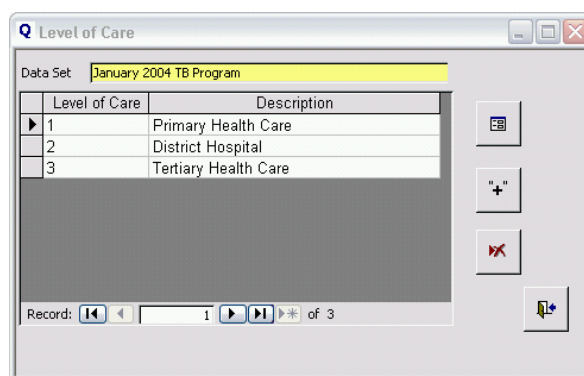 Q Level of Care
Data Set January 2004 TB Program
Level of Care Description
1 Primary Health Care
2 District Hospital
3 Tertiary Health Care
"+"
Record: 1 of 3